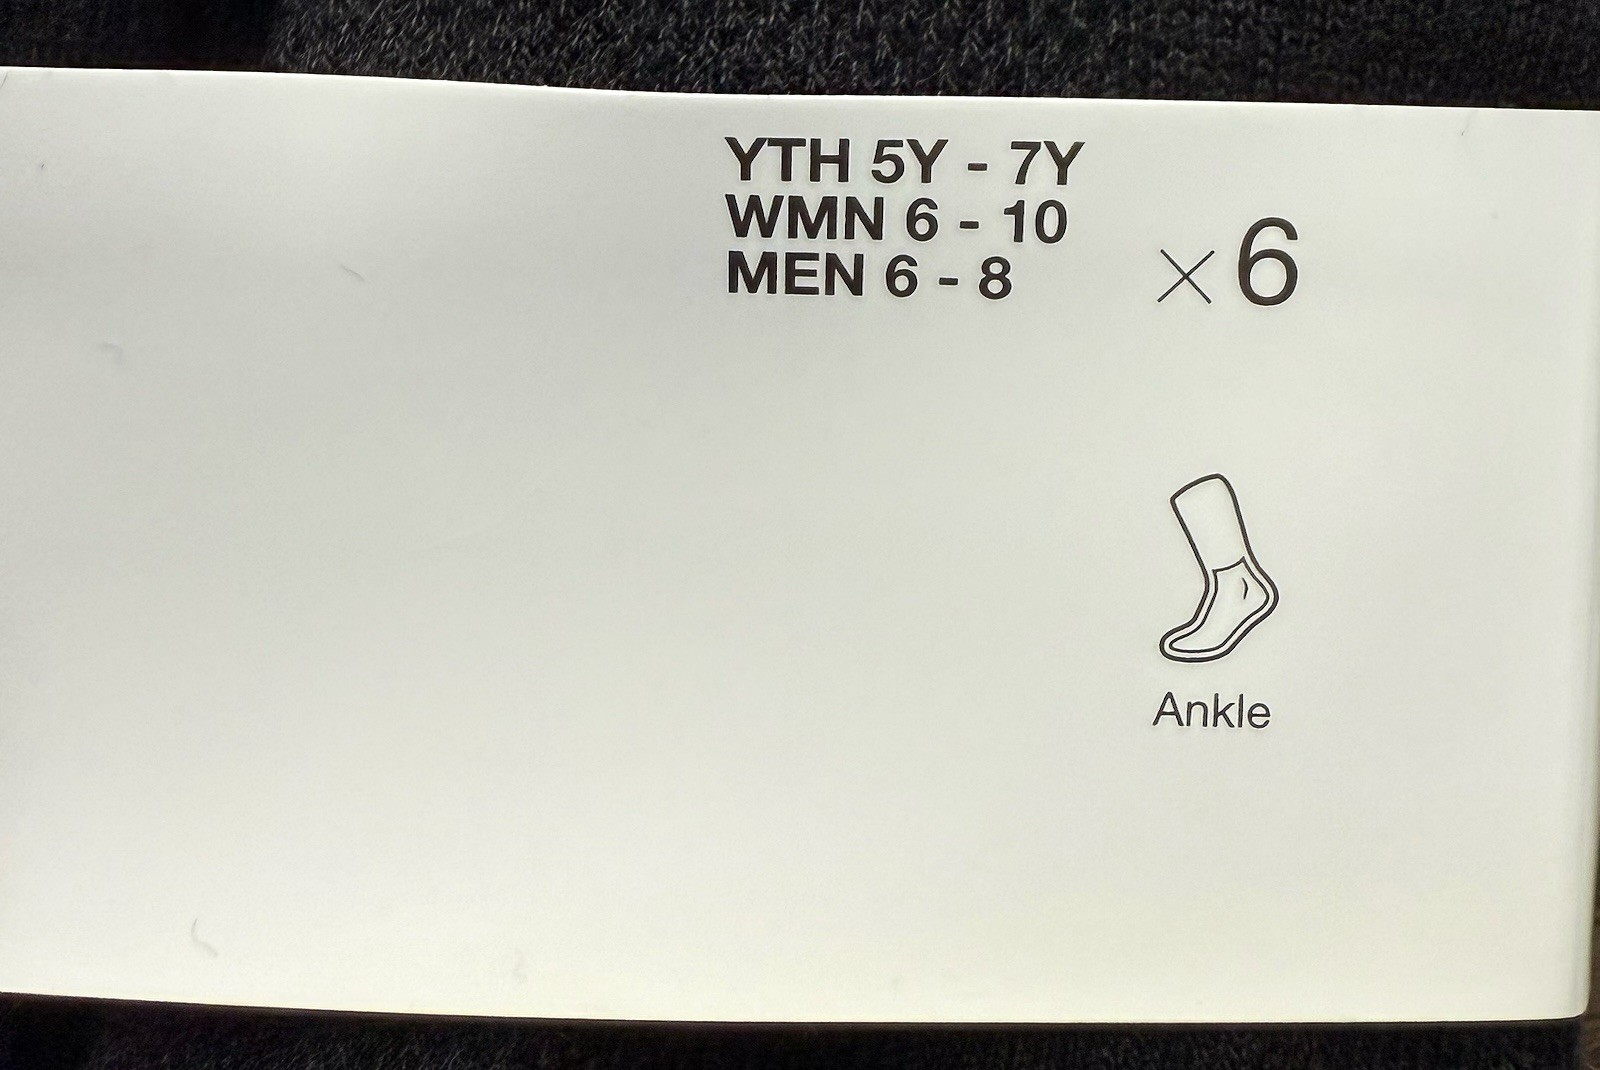 YTH 5Y - 7Y
WMN 6 - 10
MEN 6 - 8
×6
Ankle